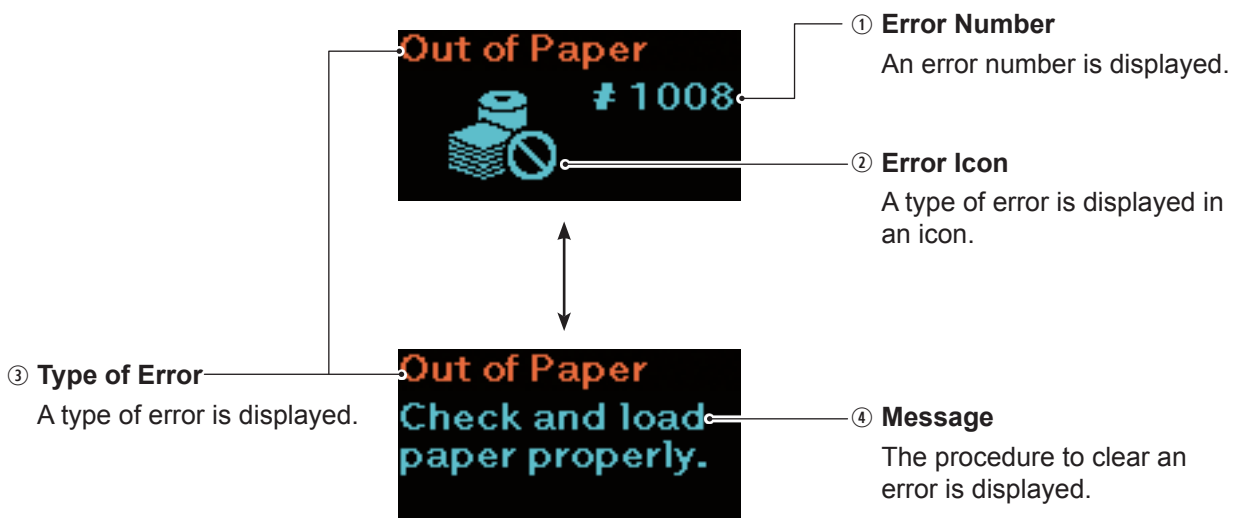 Out of Paper
# 1008
① Error Number
An error number is displayed.
② Error Icon
A type of error is displayed in
an icon.
③ Type of Error
A type of error is displayed.
Out of Paper
Check and load
paper properly.
④ Message
The procedure to clear an
error is displayed.